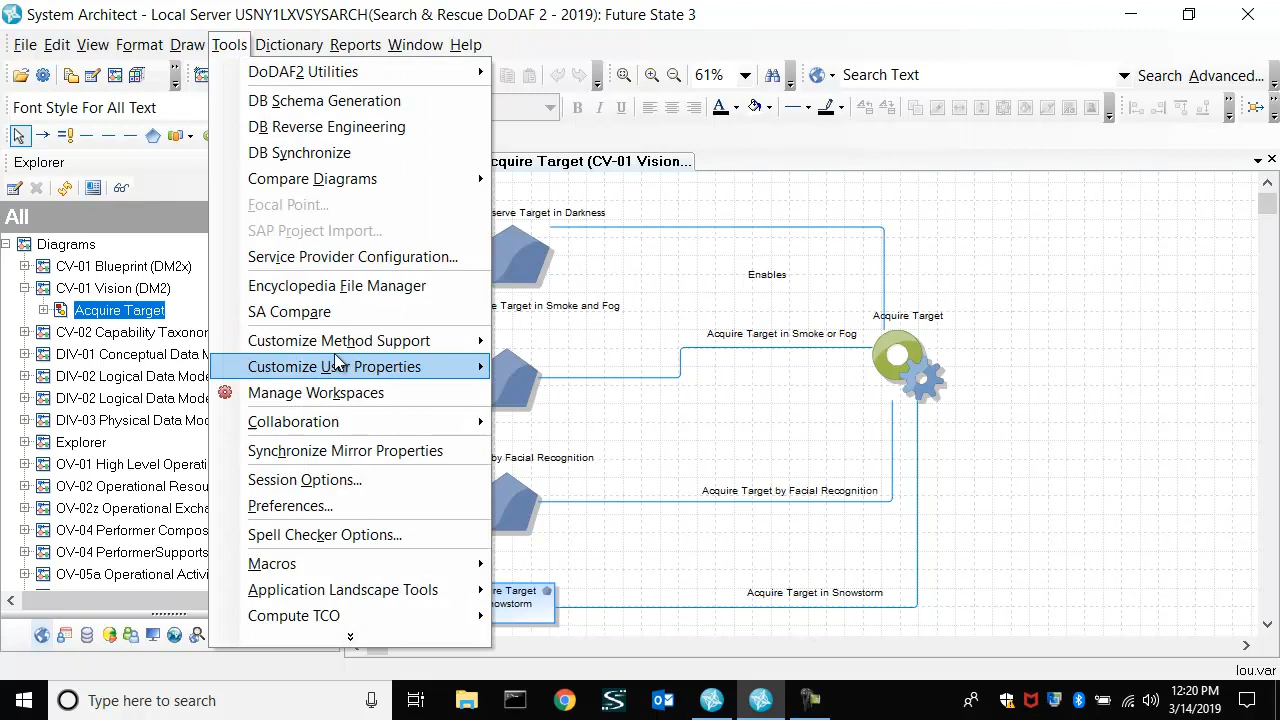 System Architect - Local Server USNY1LXVSYSARCH(Search & Rescue DoDAF 2 - 2019): Future State 3
File Edit View Format Draw Tools Dictionary Reports Window Help
61% Search Text Search Advanced...
Font Style For All Text B I U A
Explorer
All
Diagrams
CV-01 Blueprint (DM2x)
CV-01 Vision (DM2)
Acquire Target
CV-02 Capability Taxonom
DIV-01 Conceptual Data M
DIV-02 Logical Data Mode
DIV-02 Logical Data Mode
DIV-03 Physical Data Mode
Explorer
OV-01 High Level Operati
OV-02 Operational Resou
OV-02z Operational Excha
OV-04 Performer Compos
OV-04 PerformerSupports
OV-05a Operational Activi
DoDAF2 Utilities
DB Schema Generation
DB Reverse Engineering
DB Synchronize
Compare Diagrams
Focal Point...
SAP Project Import...
Service Provider Configuration...
Encyclopedia File Manager
SA Compare
Customize Method Support
Customize User Properties
Manage Workspaces
Collaboration
Synchronize Mirror Properties
Session Options...
Preferences...
Spell Checker Options...
Macros
Application Landscape Tools
Compute TCO
cquire Target (CV-01 Vision...
serve Target in Darkness
Enables
e Target in Smoke and Fog
Acquire Target
Acquire Target in Smoke or Fog
by Facial Recognition
Acquire Target by Facial Recognition
re Target
nowstorm
Acquire Target in Snowstorm
lou.var
Type here to search
12:20 P
3/14/2019